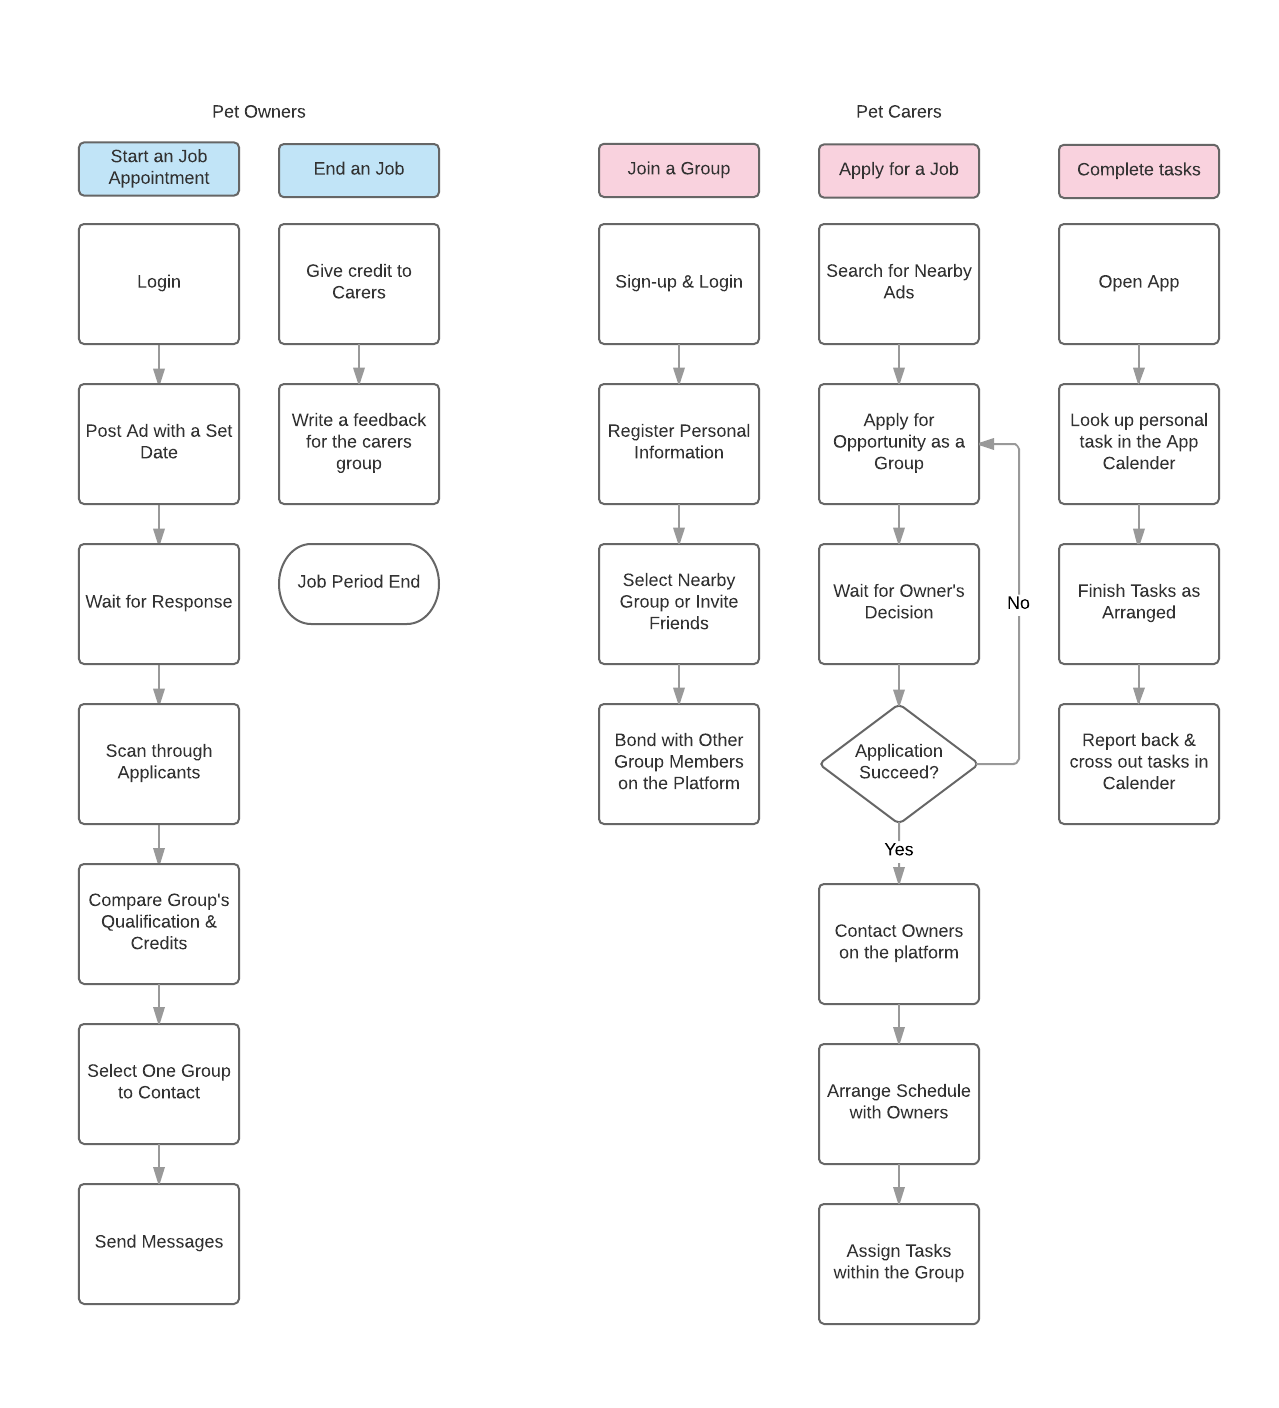 Pet Owners
Start an Job
Appointment
Login
Post Ad with a Set
Date
Wait for Response
Scan through
Applicants
Compare Group's
Qualification &
Credits
Select One Group
to Contact
Send Messages
End an Job
Give credit to
Carers
Write a feedback
for the carers
group
Job Period End
Pet Carers
Join a Group
Sign-up & Login
Register Personal
Information
Select Nearby
Group or Invite
Friends
Bond with Other
Group Members
on the Platform
Apply for a Job
Search for Nearby
Ads
Apply for
Opportunity as a
Group
Wait for Owner's
Decision
Application
Succeed?
No
Yes
Contact Owners
on the platform
Arrange Schedule
with Owners
Assign Tasks
within the Group
Complete tasks
Open App
Look up personal
task in the App
Calender
Finish Tasks as
Arranged
Report back &
cross out tasks in
Calender